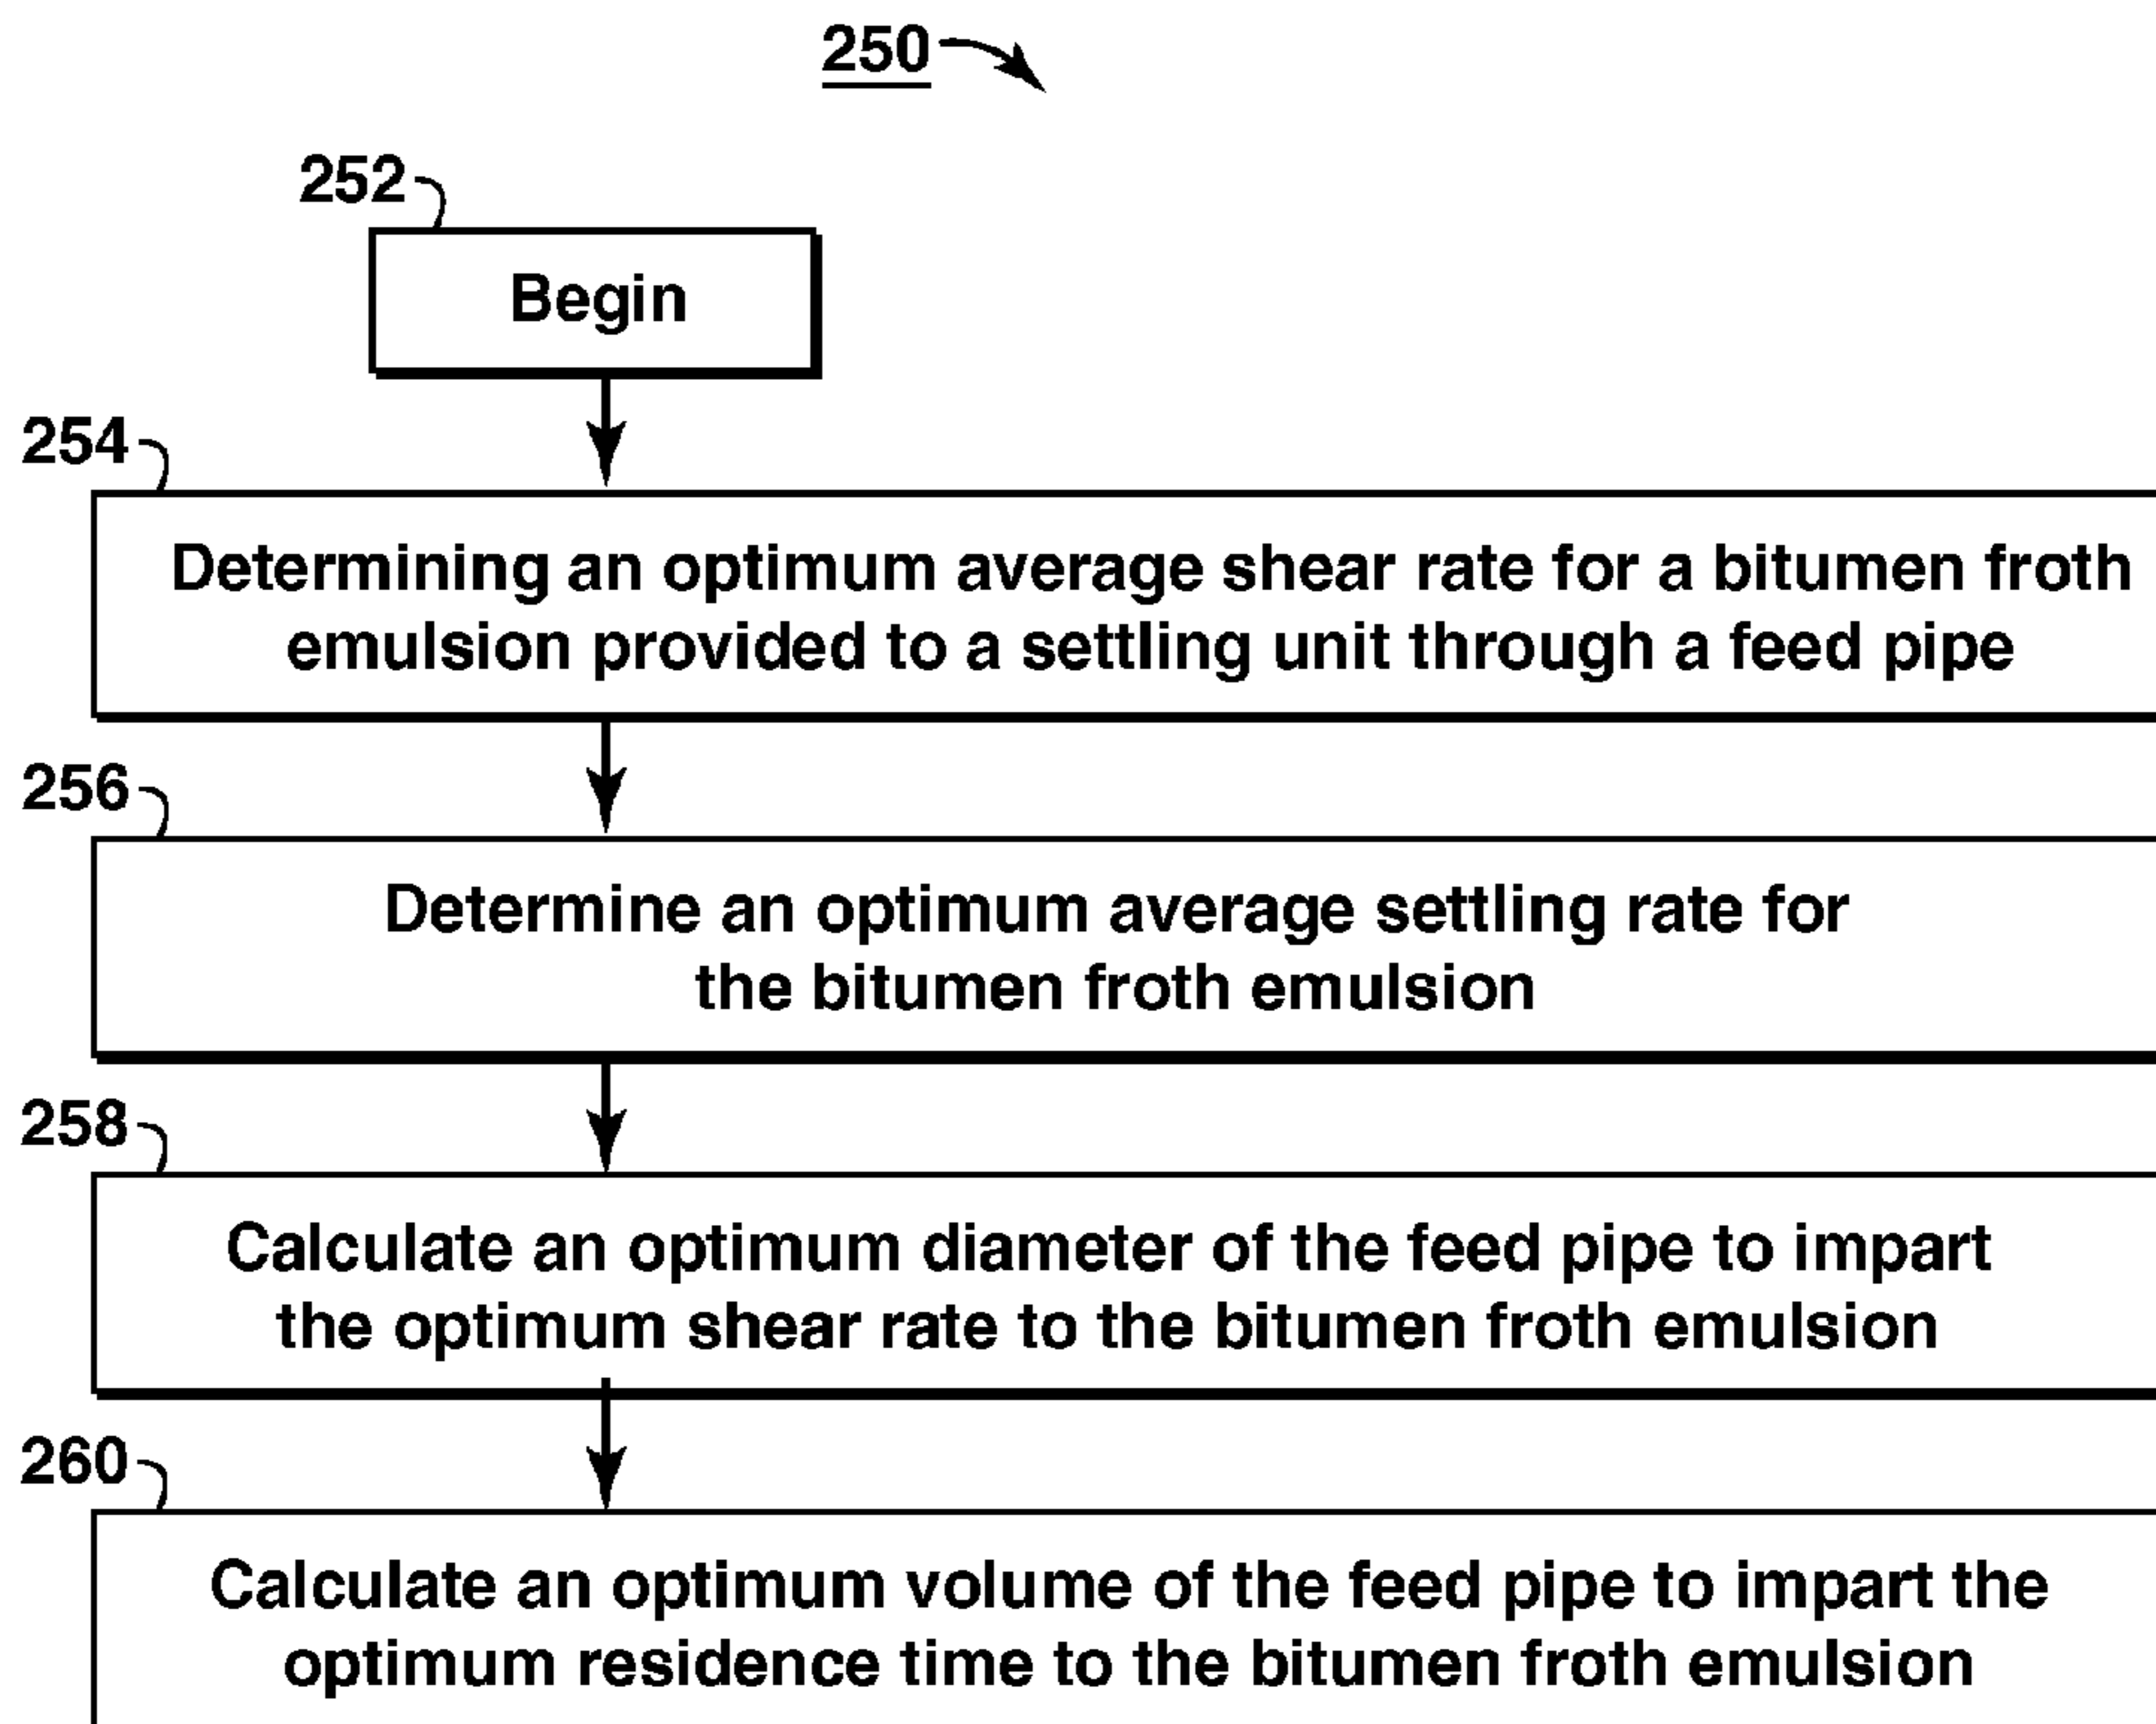 250
252
Begin
254
Determining an optimum average shear rate for a bitumen froth
emulsion provided to a settling unit through a feed pipe
256
Determine an optimum average settling rate for
the bitumen froth emulsion
258
Calculate an optimum diameter of the feed pipe to impart
the optimum shear rate to the bitumen froth emulsion
260
Calculate an optimum volume of the feed pipe to impart the
optimum residence time to the bitumen froth emulsion